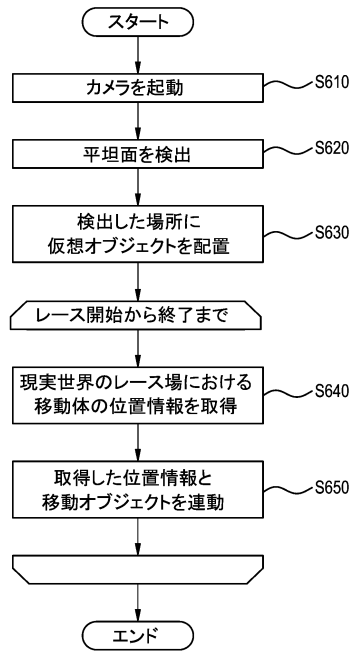 スタート
カメラを起動
S610
平坦面を検出
S620
検出した場所に
仮想オブジェクトを配置
S630
レース開始から終了まで
現実世界のレース場における
移動体の位置情報を取得
S640
取得した位置情報と
移動オブジェクトを連動
S650
エンド